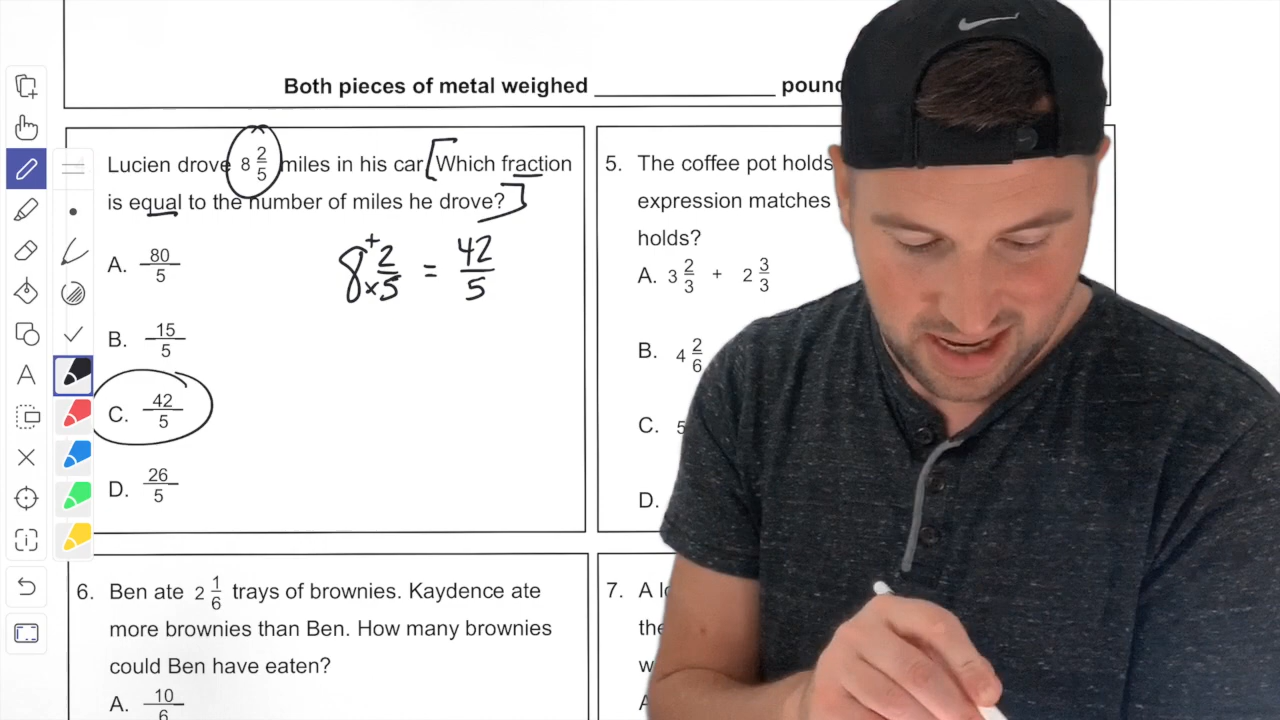 Both pieces of metal weighed ____________ pound
Lucien drove 8 2/5 miles in his car Which fraction
is equal to the number of miles he drove?
8 + 2/5 = 42/5
×
A. 80/5
B. 15/5
C. 42/5
D. 26/5
5. The coffee pot holds
expression matches
holds?
A. 3 2/3 + 2 3/3
B. 4 2/6
C. 5
D.
6. Ben ate 2 1/6 trays of brownies. Kaydence ate
more brownies than Ben. How many brownies
could Ben have eaten?
A. 10/6
7. A
the
w
A